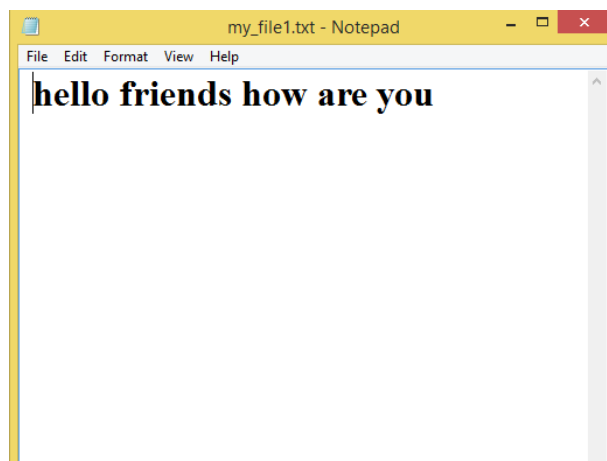 my_file1.txt - Notepad
File Edit Format View Help
hello friends how are you